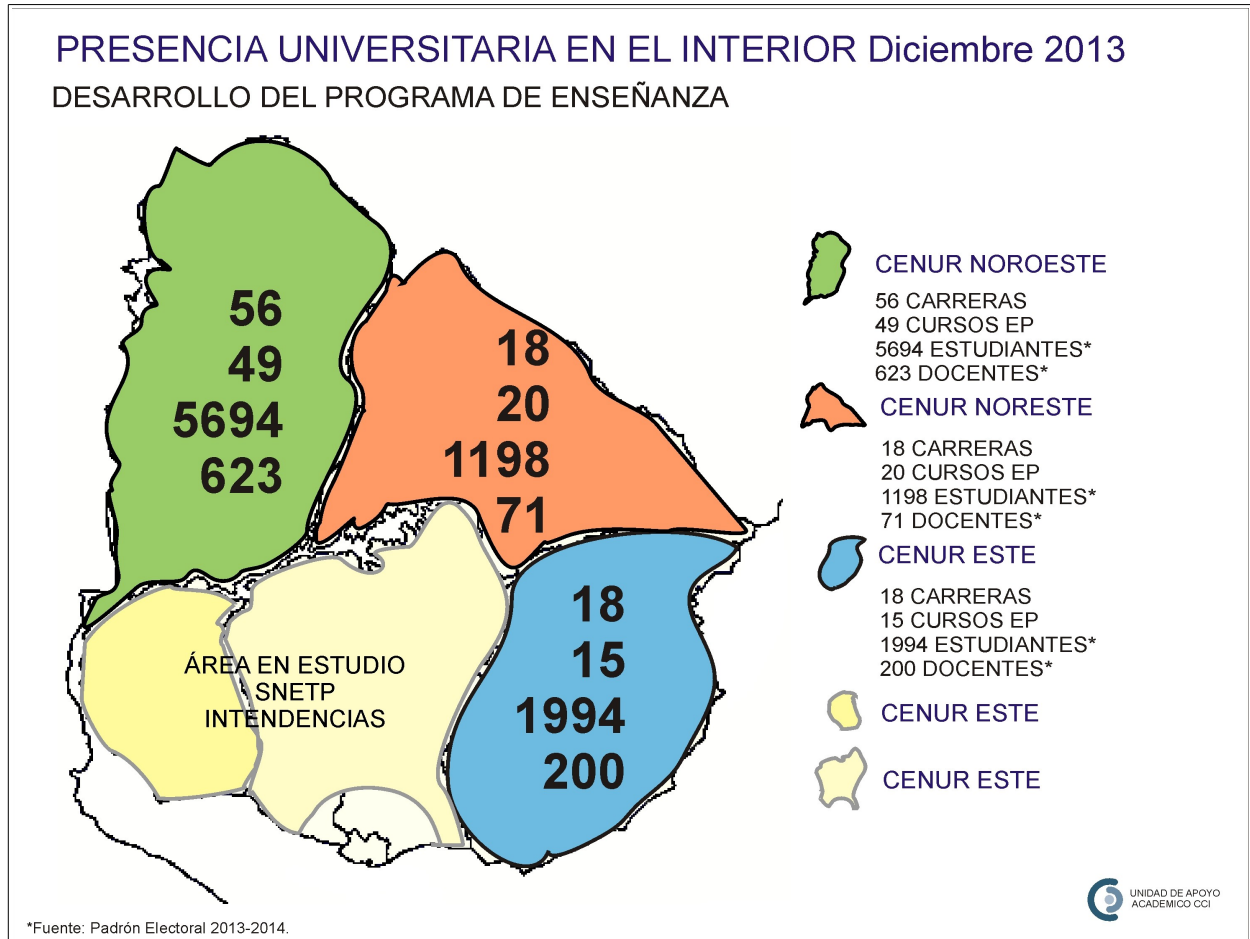 PRESENCIA UNIVERSITARIA EN EL INTERIOR Diciembre 2013
DESARROLLO DEL PROGRAMA DE ENSEÑANZA
56
49
5694
623
18
20
1198
71
18
15
1994
200
ÁREA EN ESTUDIO
SNETP
INTENDENCIAS
CENUR NOROESTE
56 CARRERAS
49 CURSOS EP
5694 ESTUDIANTES*
623 DOCENTES*
CENUR NORESTE
18 CARRERAS
20 CURSOS EP
1198 ESTUDIANTES*
71 DOCENTES*
CENUR ESTE
18 CARRERAS
15 CURSOS EP
1994 ESTUDIANTES*
200 DOCENTES*
CENUR ESTE
CENUR ESTE
UNIDAD DE APOYO
ACADEMICO CCI
*Fuente: Padrón Electoral 2013-2014.